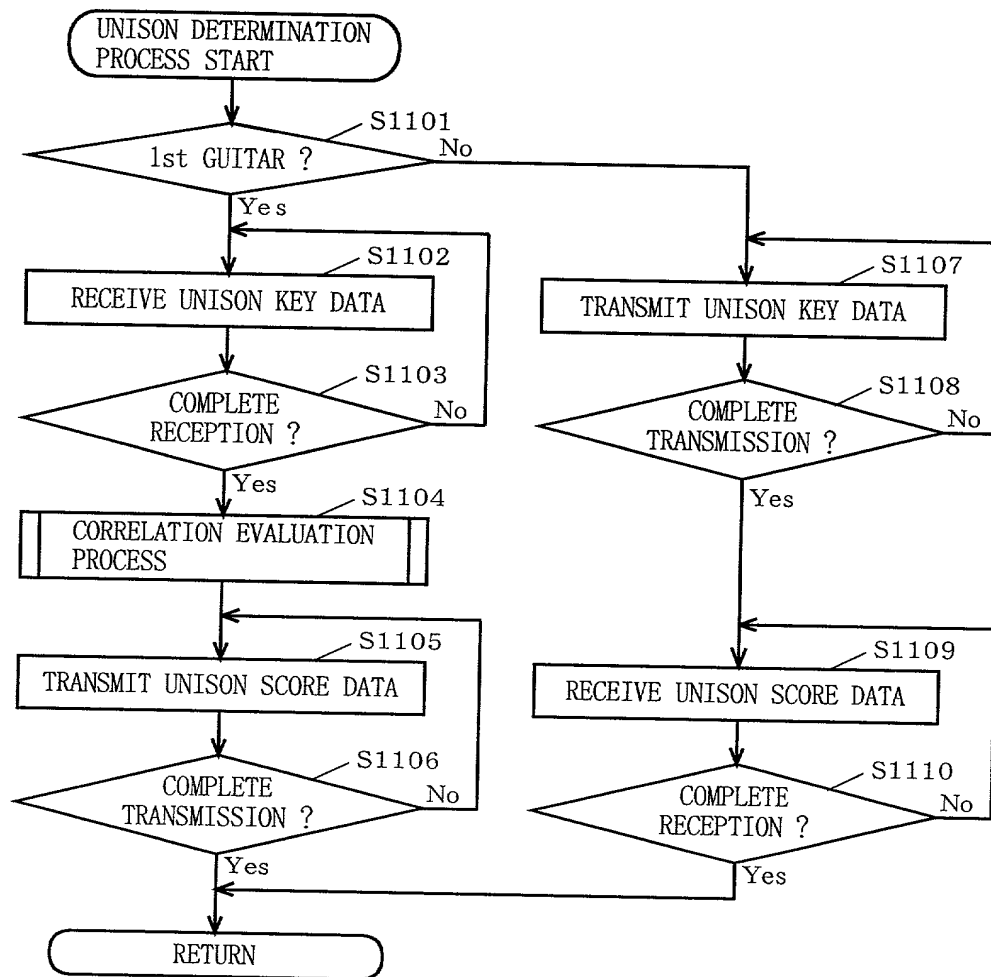 UNISON DETERMINATION
PROCESS START
S1101
1st GUITAR ?
No
Yes
S1102
RECEIVE UNISON KEY DATA
S1103
COMPLETE
RECEPTION ?
No
Yes
S1104
CORRELATION EVALUATION
PROCESS
S1105
TRANSMIT UNISON SCORE DATA
S1106
COMPLETE
TRANSMISSION ?
No
Yes
S1107
TRANSMIT UNISON KEY DATA
S1108
COMPLETE
TRANSMISSION ?
No
Yes
S1109
RECEIVE UNISON SCORE DATA
S1110
COMPLETE
RECEPTION ?
No
Yes
RETURN